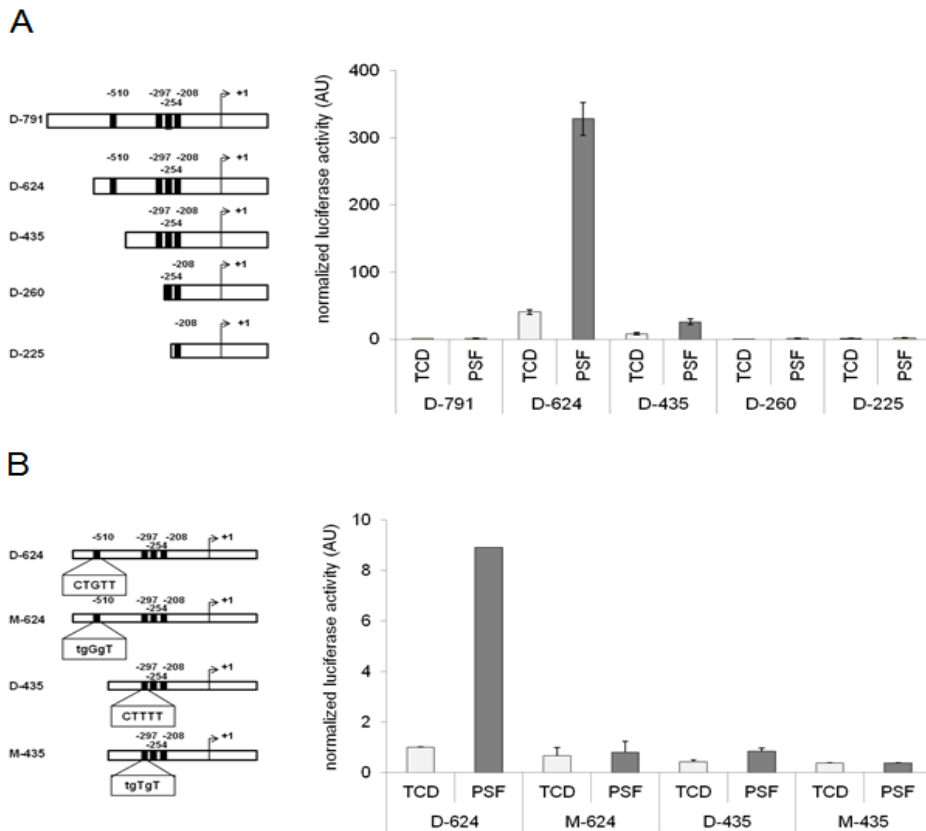 A
-510 -297 -208 +1
-254
D-791
-510 -297 -208 +1
-254
D-624
-297 -208 +1
-254
D-435
-208 +1
-254
D-260
-208 +1
D-225
normalized luciferase activity (AU)
400
300
200
100
0
TCD PSF TCD PSF TCD PSF TCD PSF TCD PSF
D-791 D-624 D-435 D-260 D-225
B
-510 -297 -208 +1
-254
D-624
CTGTT
-510 -297 -208 +1
-254
M-624
tgGgT
-297 -208 +1
-254
D-435
CTTTT
-297 -208 +1
-254
M-435
tgTgT
normalized luciferase activity (AU)
10
8
6
4
2
0
TCD PSF TCD PSF TCD PSF TCD PSF
D-624 M-624 D-435 M-435